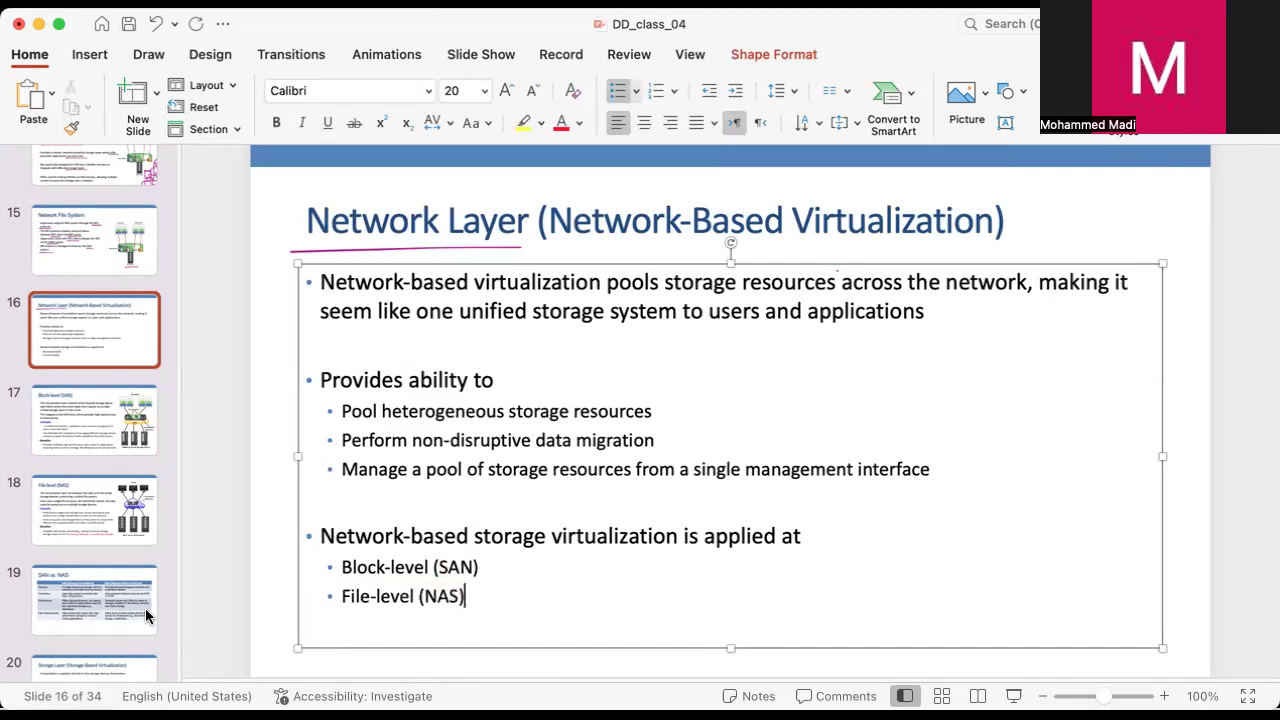 DD_class_04
Search (C
Home Insert Draw Design Transitions Animations Slide Show Record Review View Shape Format
Paste
New Slide
Layout
Reset
Section
Calibri
20
Convert to SmartArt
Picture
M
Mohammed Madi
15
Network File System
16
Network Layer (Network-Based Virtualization)
17
Block-level (SAN)
18
File-level (NAS)
19
SAN vs. NAS
20
Storage Layer (Storage-Based Virtualization)
Network Layer (Network-Based Virtualization)
• Network-based virtualization pools storage resources across the network, making it
seem like one unified storage system to users and applications
• Provides ability to
• Pool heterogeneous storage resources
• Perform non-disruptive data migration
• Manage a pool of storage resources from a single management interface
• Network-based storage virtualization is applied at
• Block-level (SAN)
• File-level (NAS)
Slide 16 of 34 English (United States) Accessibility: Investigate Notes Comments 100%